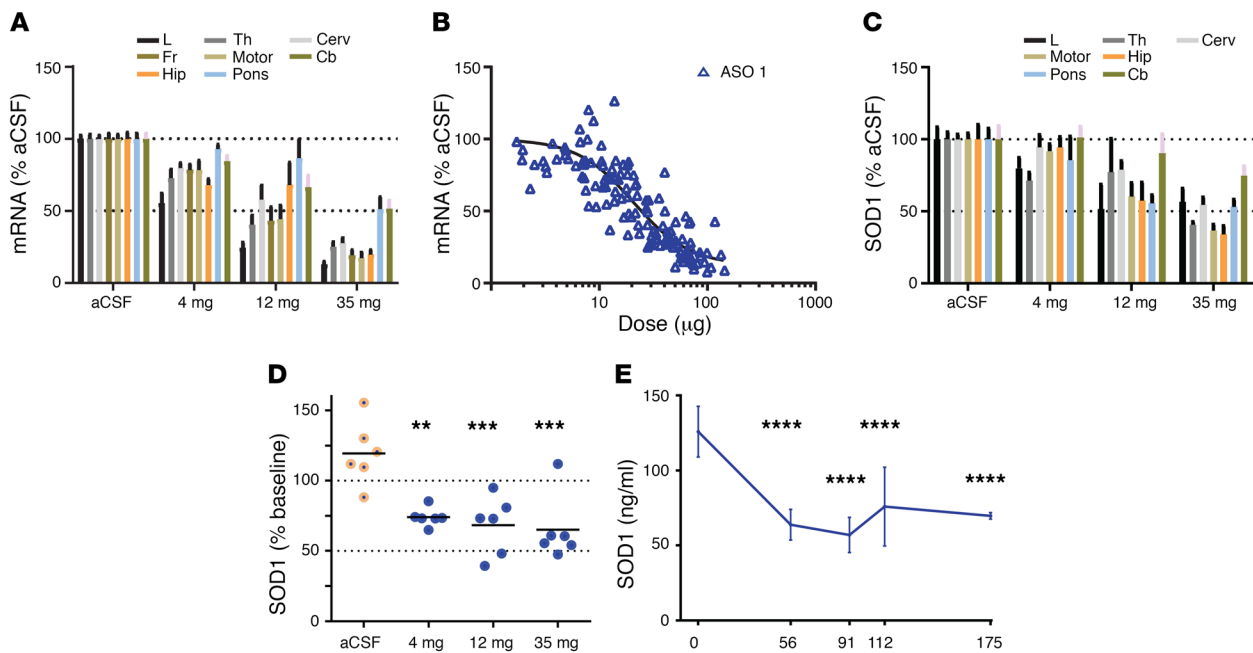 A
L Th Cerv
Fr Motor Cb
Hip Pons
mRNA (% aCSF)
150
100
50
0
aCSF 4 mg 12 mg 35 mg
B
ASO 1
mRNA (% aCSF)
150
100
50
0
10 100 1000
Dose (μg)
C
L Th Cerv
Motor Hip
Pons Cb
SOD1 (% aCSF)
150
100
50
0
aCSF 4 mg 12 mg 35 mg
D
SOD1 (% baseline)
150
100
50
0
** *** ***
aCSF 4 mg 12 mg 35 mg
E
SOD1 (ng/ml)
150
100
50
0
**** **** **** ****
0 56 91 112 175